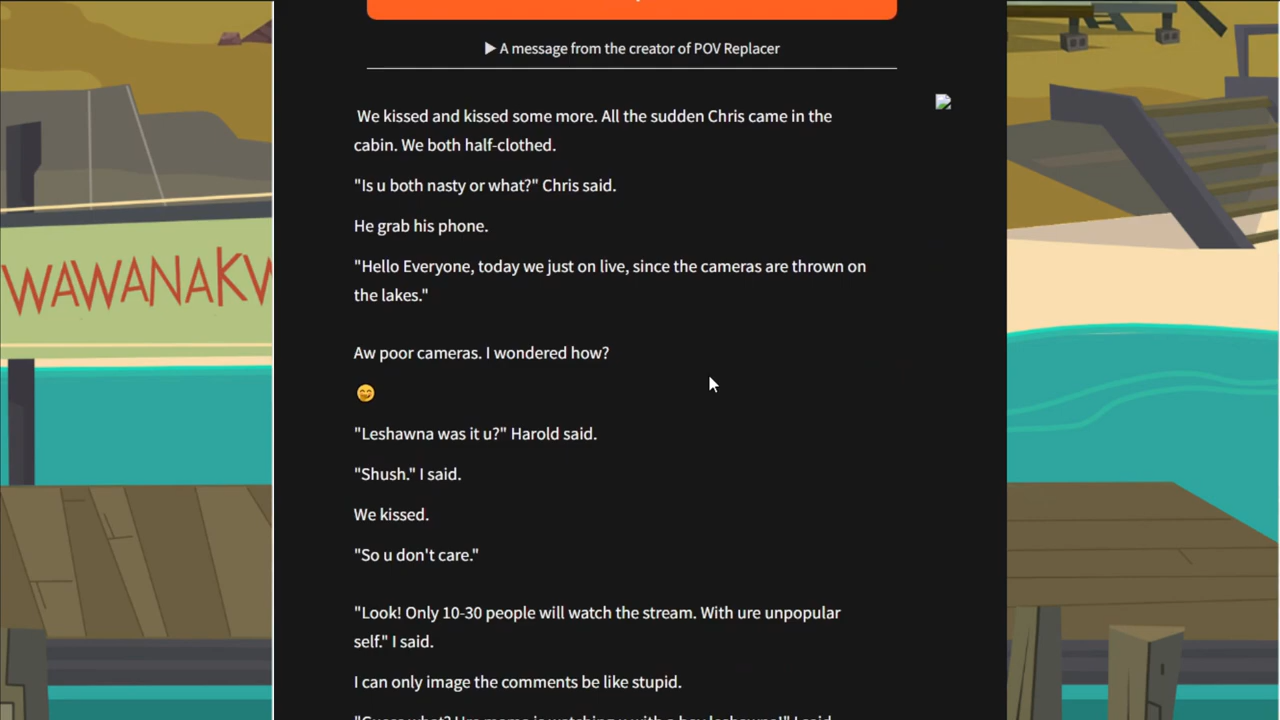 ▶ A message from the creator of POV Replacer
We kissed and kissed some more. All the sudden Chris came in the
cabin. We both half-clothed.
"Is u both nasty or what?" Chris said.
He grab his phone.
"Hello Everyone, today we just on live, since the cameras are thrown on
the lakes."
WAWANAKW
Aw poor cameras. I wondered how?
🤭
"Leshawna was it u?" Harold said.
"Shush." I said.
We kissed.
"So u don't care."
"Look! Only 10-30 people will watch the stream. With ure unpopular
self." I said.
I can only image the comments be like stupid.